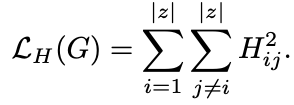 $\mathcal{L}_H(G) = \sum_{i=1}^{|z|} \sum_{j \neq i}^{|z|} H_{ij}^2.$